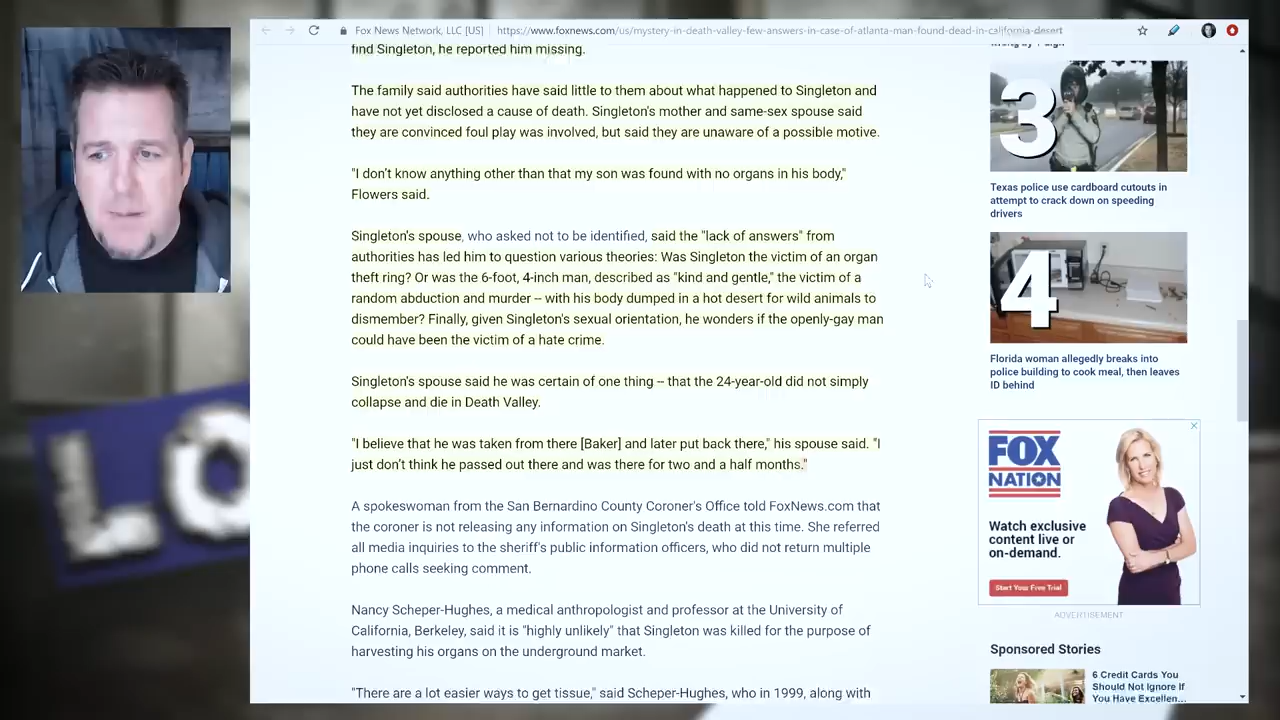 Fox News Network, LLC [US]
https://www.foxnews.com/us/mystery-in-death-valley-few-answers-in-case-of-atlanta-man-found-dead-in-california-desert
find Singleton, he reported him missing.
The family said authorities have said little to them about what happened to Singleton and
have not yet disclosed a cause of death. Singleton's mother and same-sex spouse said
they are convinced foul play was involved, but said they are unaware of a possible motive.
"I don't know anything other than that my son was found with no organs in his body,"
Flowers said.
Singleton's spouse, who asked not to be identified, said the "lack of answers" from
authorities has led him to question various theories: Was Singleton the victim of an organ
theft ring? Or was the 6-foot, 4-inch man, described as "kind and gentle," the victim of a
random abduction and murder -- with his body dumped in a hot desert for wild animals to
dismember? Finally, given Singleton's sexual orientation, he wonders if the openly-gay man
could have been the victim of a hate crime.
Singleton's spouse said he was certain of one thing -- that the 24-year-old did not simply
collapse and die in Death Valley.
"I believe that he was taken from there [Baker] and later put back there," his spouse said. "I
just don't think he passed out there and was there for two and a half months."
A spokeswoman from the San Bernardino County Coroner's Office told FoxNews.com that
the coroner is not releasing any information on Singleton's death at this time. She referred
all media inquiries to the sheriff's public information officers, who did not return multiple
phone calls seeking comment.
Nancy Scheper-Hughes, a medical anthropologist and professor at the University of
California, Berkeley, said it is "highly unlikely" that Singleton was killed for the purpose of
harvesting his organs on the underground market.
"There are a lot easier ways to get tissue," said Scheper-Hughes, who in 1999, along with
3
Texas police use cardboard cutouts in
attempt to crack down on speeding
drivers
4
Florida woman allegedly breaks into
police building to cook meal, then leaves
ID behind
FOX
NATION
Watch exclusive
content live or
on-demand.
Start Your Free Trial
ADVERTISEMENT
Sponsored Stories
6 Credit Cards You
Should Not Ignore If
You Have Excellen...